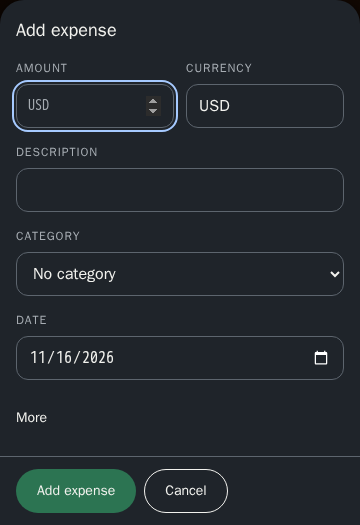 Add expense
AMOUNT
CURRENCY
USD
USD
DESCRIPTION
CATEGORY
No category
DATE
11/16/2026
More
Add expense
Cancel